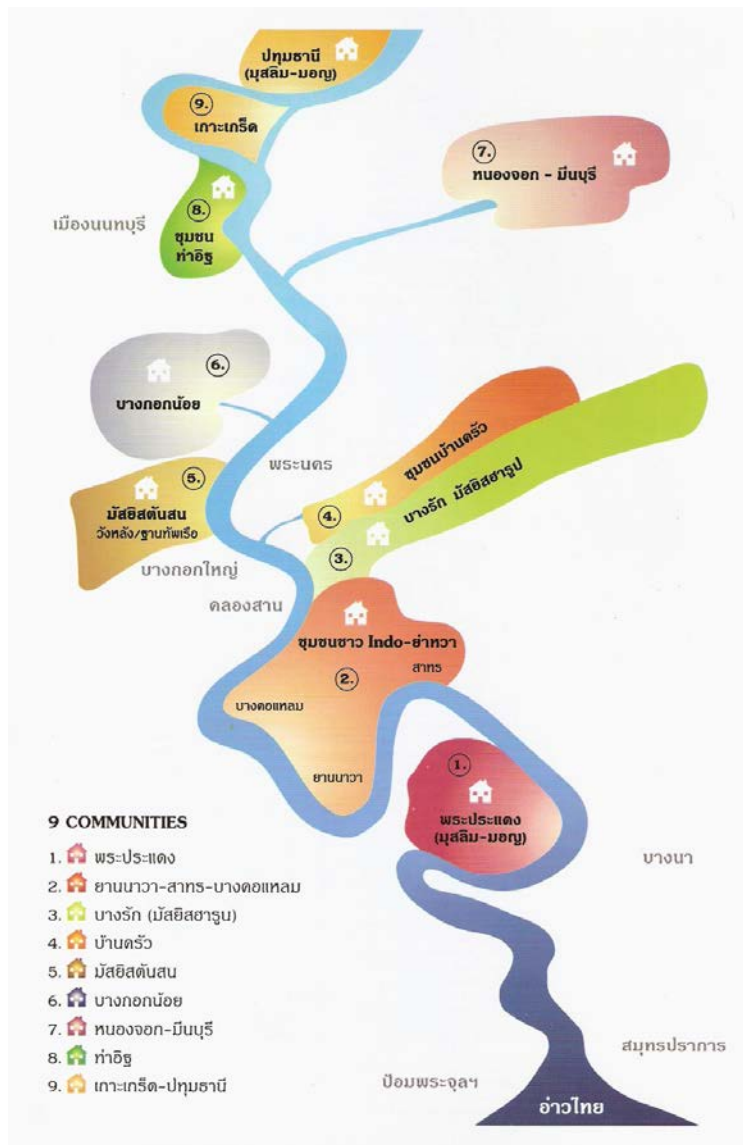 ปทุมธานี
(มุสลิม-มอญ)
9.
เกาะเกร็ด
7.
หนองจอก - มีนบุรี
8.
ชุมชน
ท่าอิฐ
เมืองนนทบุรี
6.
บางกอกน้อย
พระนคร
ชุมชนบ้านครัว
4.
บางรัก มัสยิสฮารูป
3.
5.
มัสยิสต้นสน
วังหลัง/ฐานทัพเรือ
บางกอกใหญ่
คลองสาน
ชุมชนชาว Indo-ย่าหวา
สาทร
2.
บางคอแหลม
ยานนาวา
1.
พระประแดง
(มุสลิม-มอญ)
บางนา
9 COMMUNITIES
1. พระประแดง
2. ยานนาวา-สาทร-บางคอแหลม
3. บางรัก (มัสยิสฮารูน)
4. บ้านครัว
5. มัสยิสต้นสน
6. บางกอกน้อย
7. หนองจอก-มีนบุรี
8. ท่าอิฐ
9. เกาะเกร็ด-ปทุมธานี
สมุทรปราการ
ป้อมพระจุลฯ
อ่าวไทย